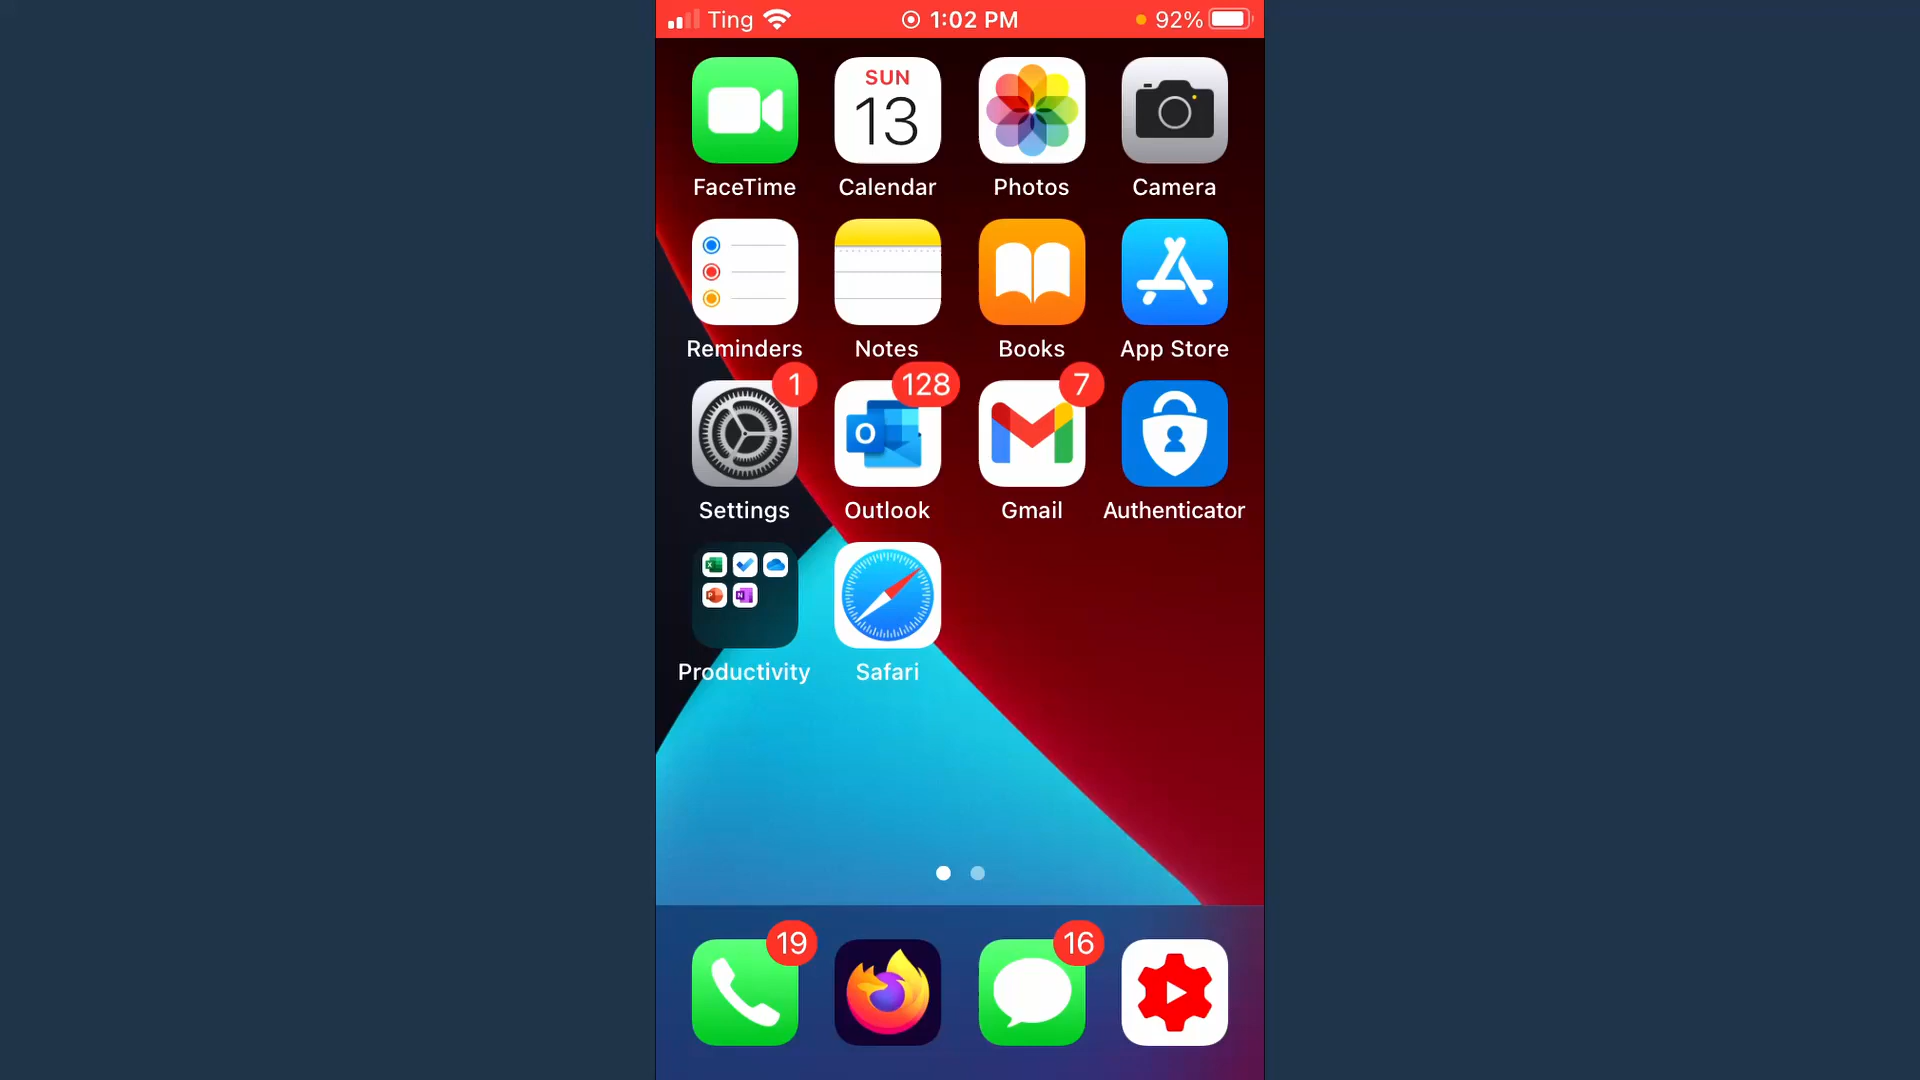 Ting 1:02 PM 92%
SUN
13
FaceTime Calendar Photos Camera
Reminders Notes Books App Store
1 128 7
O
Settings Outlook Gmail Authenticator
X
P N
Productivity Safari
19 16